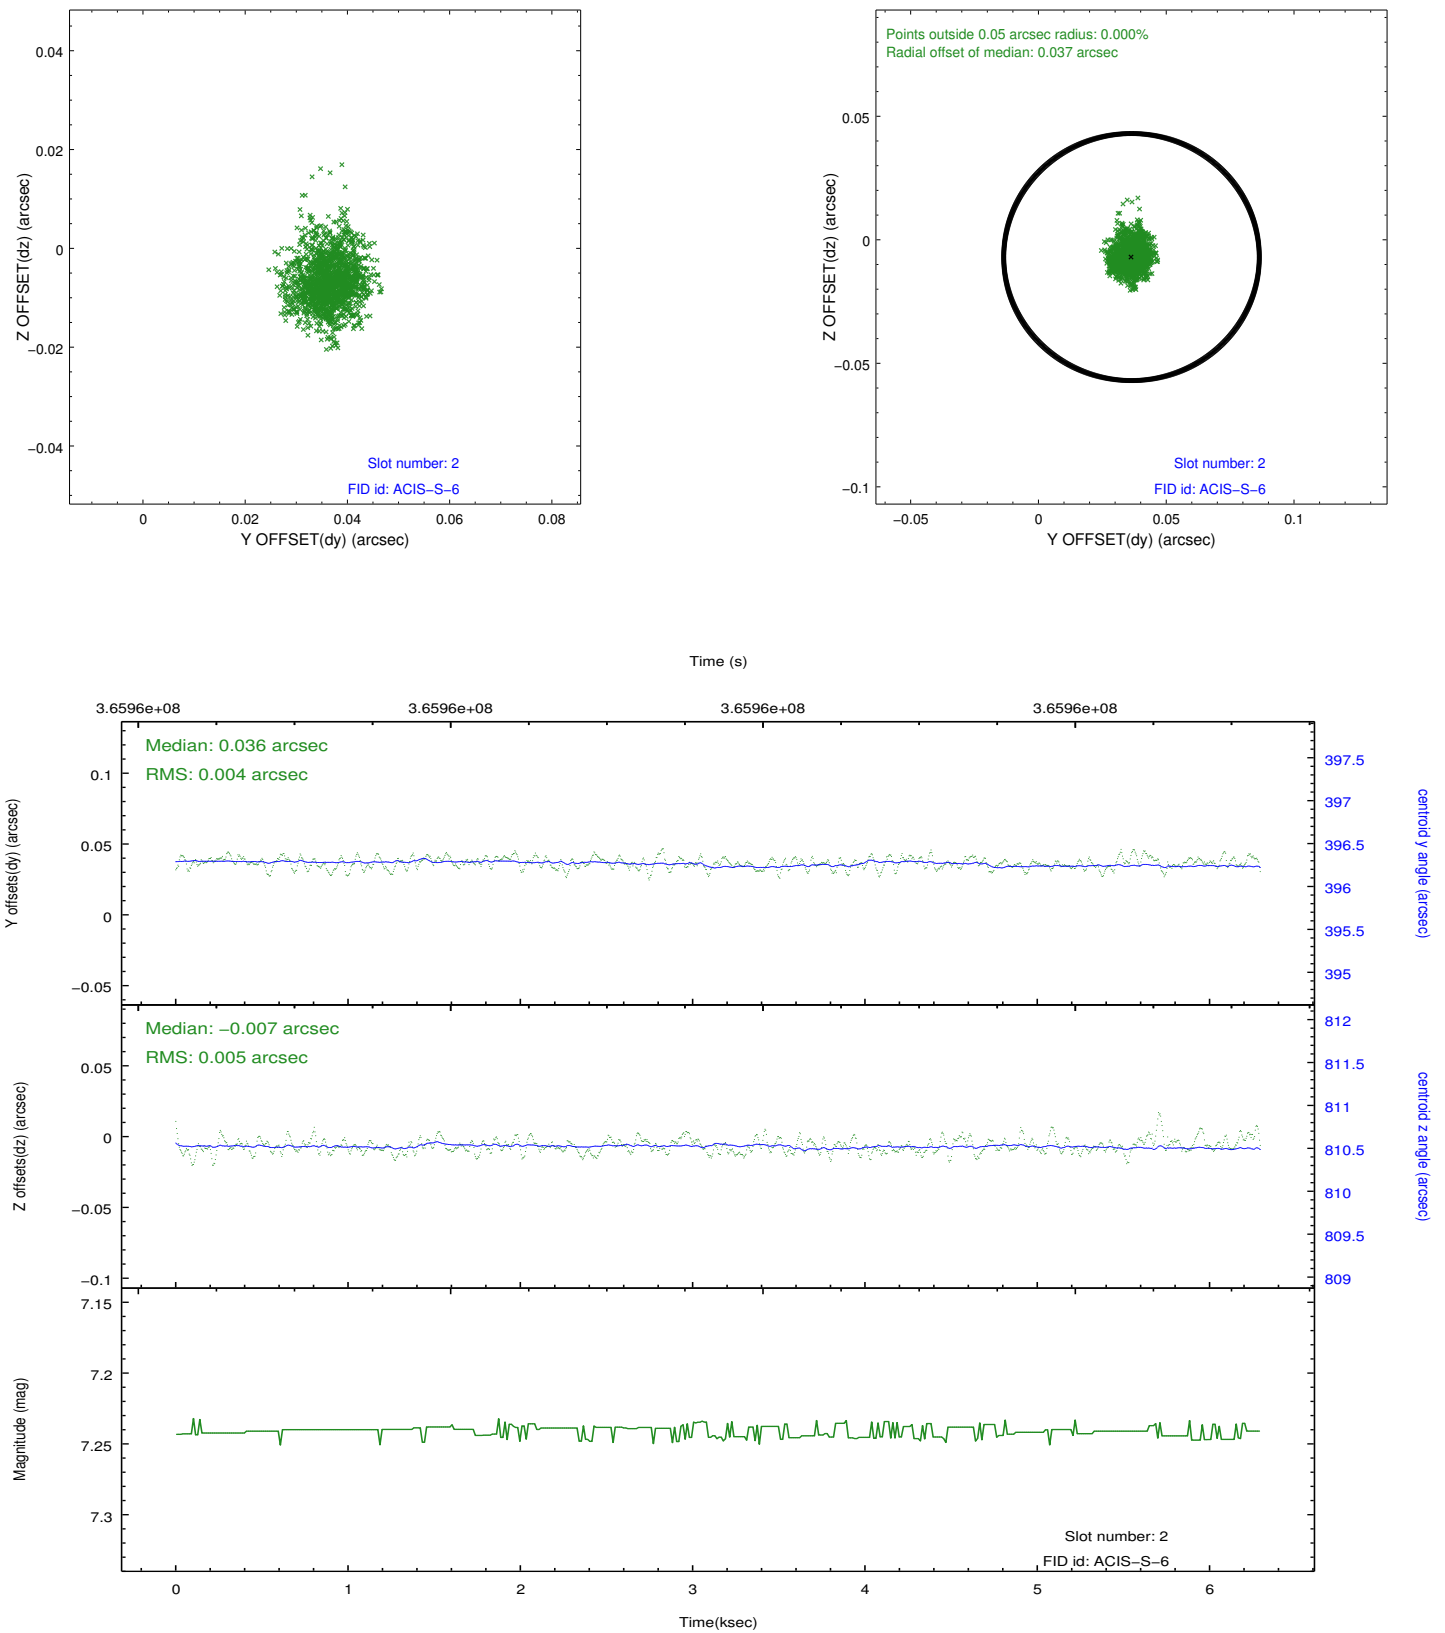 0.04
0.02
0
−0.02
−0.04
Z OFFSET(dz) (arcsec)
Slot number: 2
FID id: ACIS−S−6
0
0.02
0.04
0.06
0.08
Y OFFSET(dy) (arcsec)
Points outside 0.05 arcsec radius: 0.000%
Radial offset of median: 0.037 arcsec
0.05
0
−0.05
−0.1
Z OFFSET(dz) (arcsec)
Slot number: 2
FID id: ACIS−S−6
−0.05
0
0.05
0.1
Y OFFSET(dy) (arcsec)
Time (s)
3.6596e+08
3.6596e+08
3.6596e+08
3.6596e+08
Median: 0.036 arcsec
RMS: 0.004 arcsec
0.1
0.05
0
−0.05
Y offsets(dy) (arcsec)
397.5
397
396.5
396
395.5
395
centroid y angle (arcsec)
Median: −0.007 arcsec
RMS: 0.005 arcsec
0.05
0
−0.05
−0.1
Z offsets(dz) (arcsec)
812
811.5
811
810.5
810
809.5
809
centroid z angle (arcsec)
7.15
7.2
7.25
7.3
Magnitude (mag)
Slot number: 2
FID id: ACIS−S−6
0
1
2
3
4
5
6
Time(ksec)